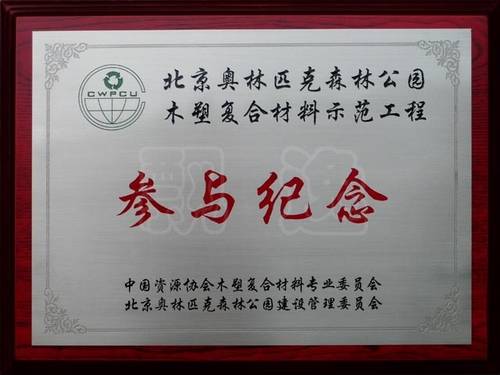 CWPCU
北京奥林匹克森林公园
木塑复合材料示范工程
参与纪念
中国资源协会木塑复合材料专业委员会
北京奥林匹克森林公园建设管理委员会